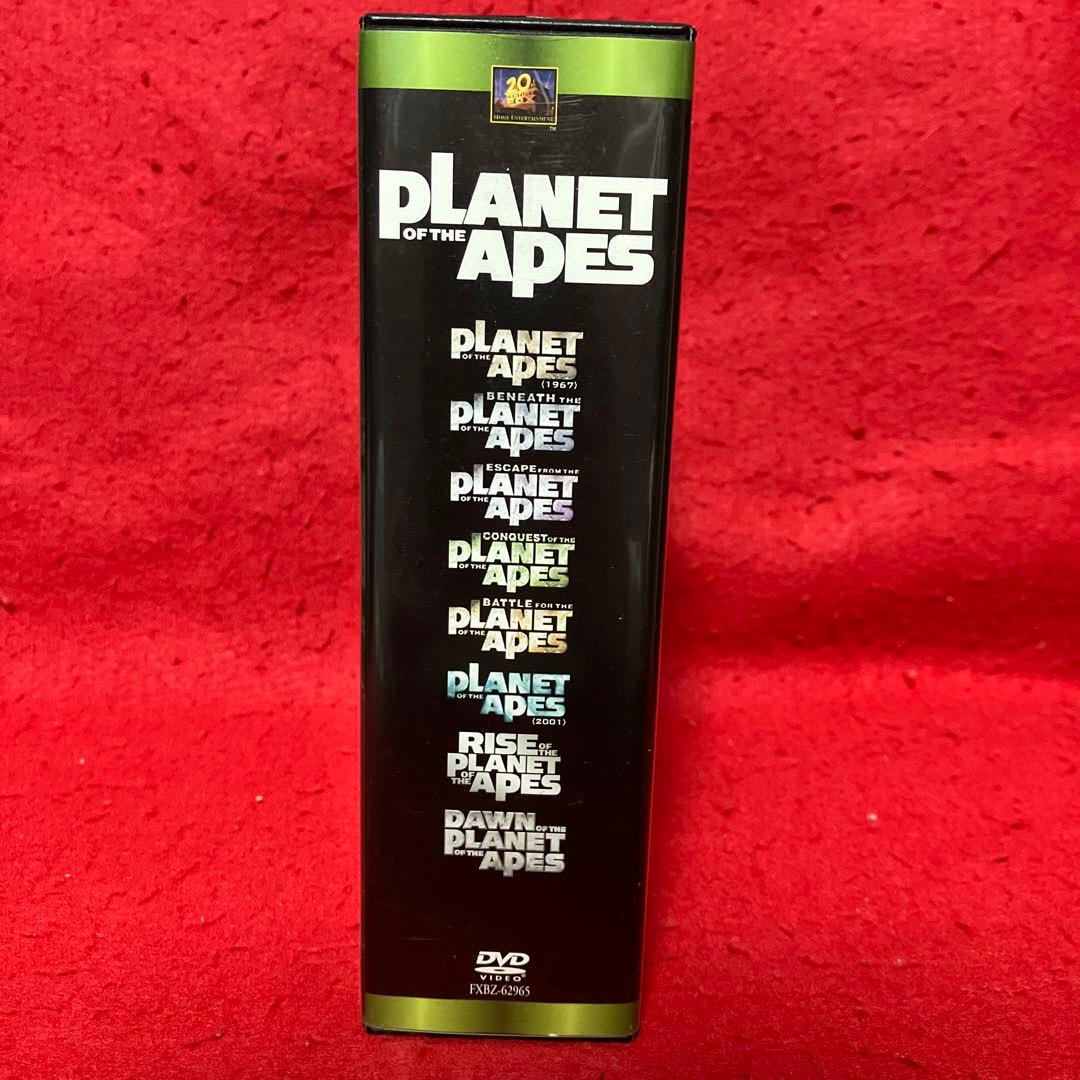 20th
CENTURY
FOX
HOME ENTERTAINMENT
TM
PLANET
OF THE
APES
PLANET
OF THE
APES
(1967)
BENEATH THE
PLANET
OF THE
APES
ESCAPE FROM THE
PLANET
OF THE
APES
CONQUEST OF THE
PLANET
OF THE
APES
BATTLE FOR THE
PLANET
OF THE
APES
PLANET
OF THE
APES
(2001)
RISE OF THE
PLANET
OF THE
APES
DAWN OF THE
PLANET
OF THE
APES
DVD
VIDEO
FXBZ-62965